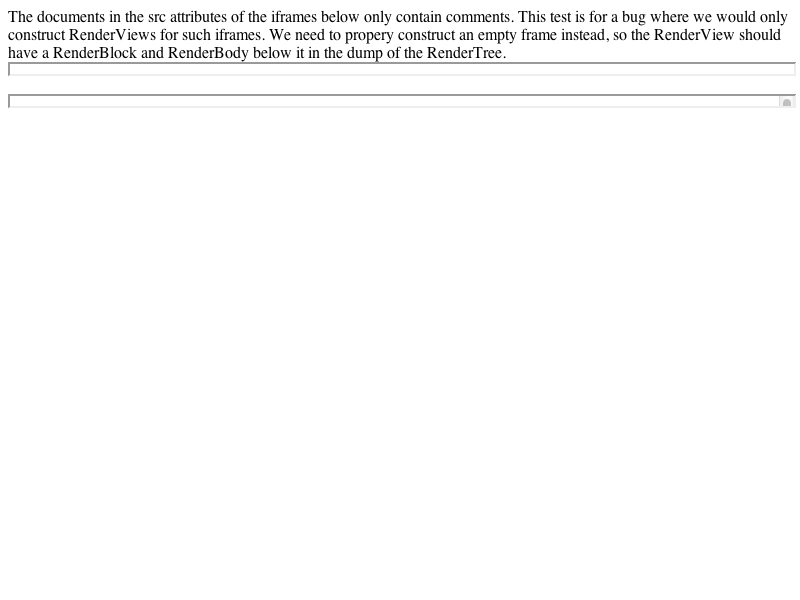 The documents in the src attributes of the iframes below only contain comments. This test is for a bug where we would only
construct RenderViews for such iframes. We need to propery construct an empty frame instead, so the RenderView should
have a RenderBlock and RenderBody below it in the dump of the RenderTree.